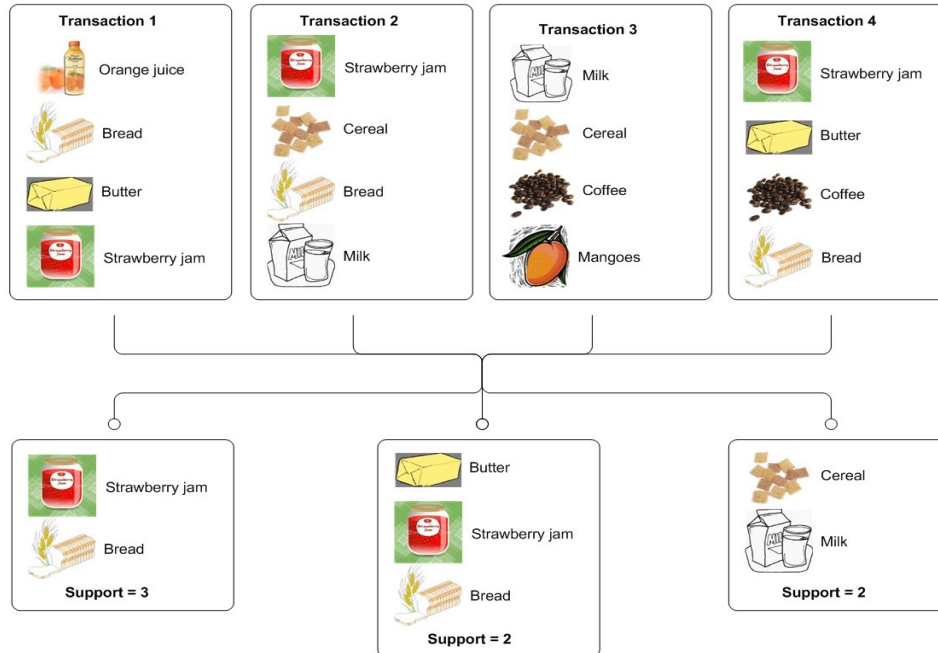 Transaction 1
Orange juice
Bread
Butter
Strawberry jam
Transaction 2
Strawberry jam
Cereal
Bread
Milk
Transaction 3
Milk
Cereal
Coffee
Mangoes
Transaction 4
Strawberry jam
Butter
Coffee
Bread
Strawberry jam
Bread
Support = 3
Butter
Strawberry jam
Bread
Support = 2
Cereal
Milk
Support = 2